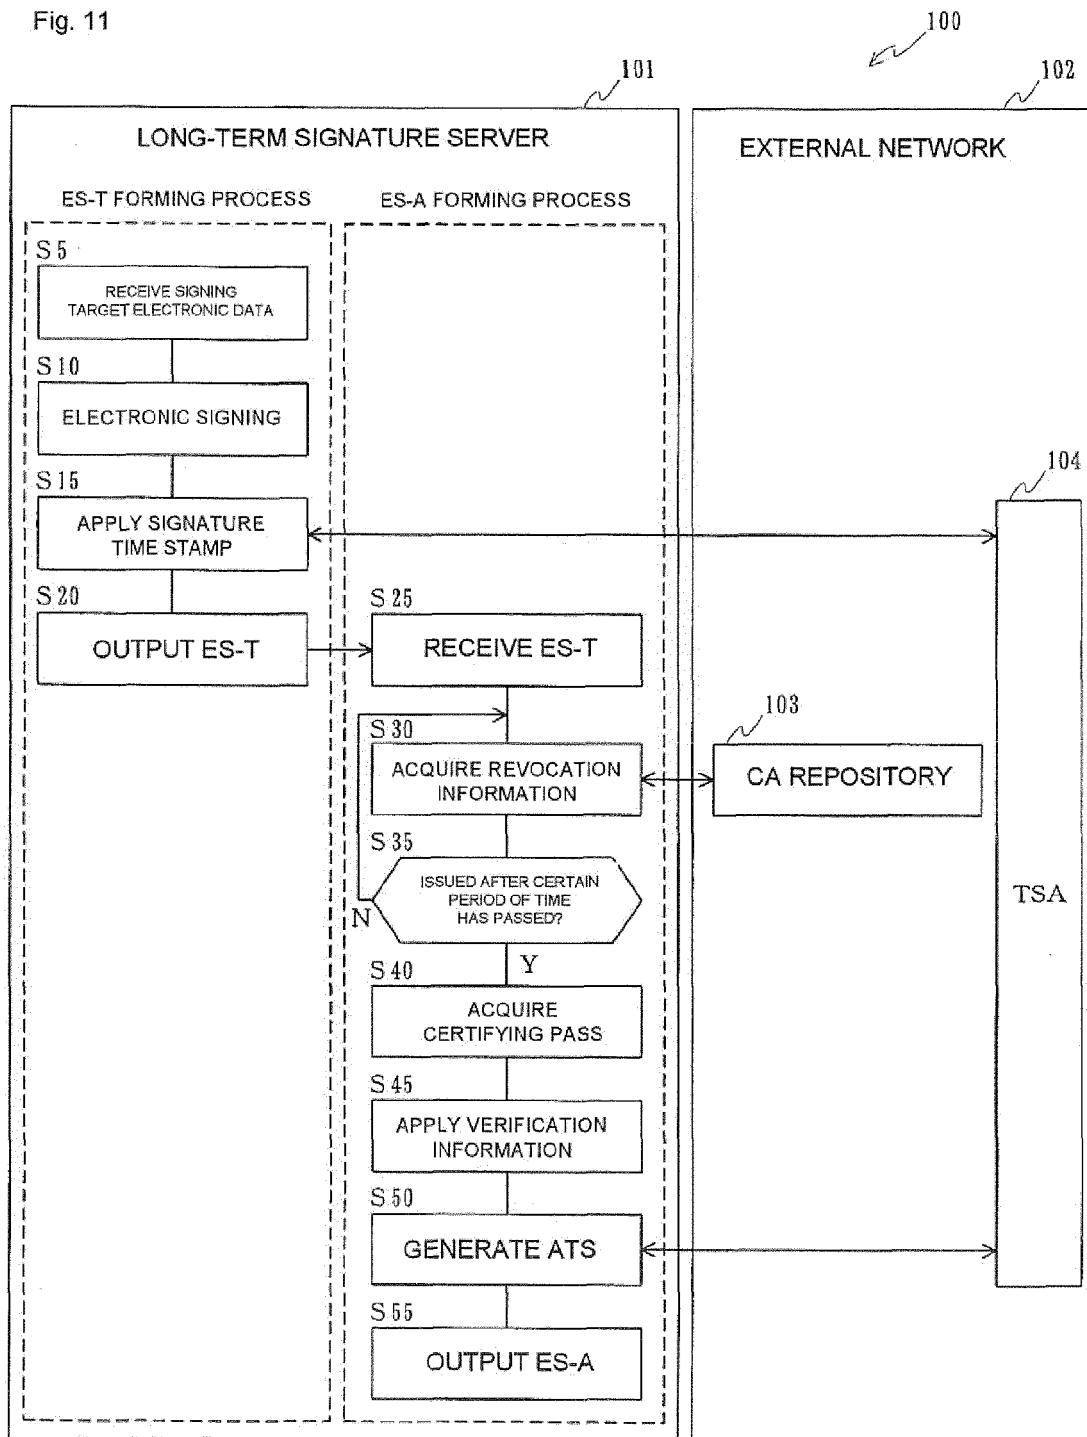 Fig. 11
100
101
102
LONG-TERM SIGNATURE SERVER
EXTERNAL NETWORK
ES-T FORMING PROCESS
ES-A FORMING PROCESS
S5
RECEIVE SIGNING
TARGET ELECTRONIC DATA
S10
ELECTRONIC SIGNING
S15
APPLY SIGNATURE
TIME STAMP
104
S20
OUTPUT ES-T
S25
RECEIVE ES-T
S30
ACQUIRE REVOCATION
INFORMATION
103
CA REPOSITORY
S35
ISSUED AFTER CERTAIN
PERIOD OF TIME
HAS PASSED?
N
Y
TSA
S40
ACQUIRE
CERTIFYING PASS
S45
APPLY VERIFICATION
INFORMATION
S50
GENERATE ATS
S55
OUTPUT ES-A